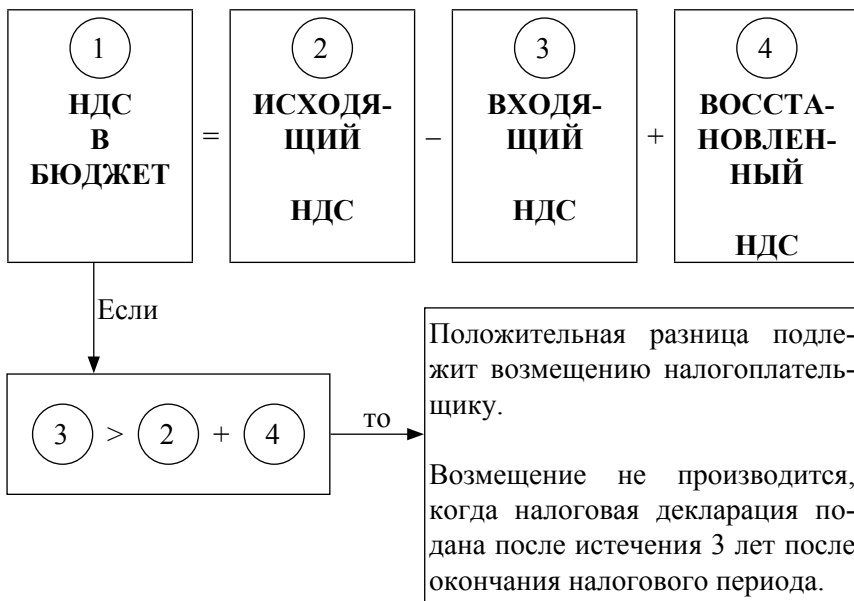 1
НДС
В
БЮДЖЕТ
=
2
ИСХОДЯ-
ЩИЙ
НДС
–
3
ВХОДЯ-
ЩИЙ
НДС
+
4
ВОССТА-
НОВЛЕН-
НЫЙ
НДС
Если
3 > 2 + 4
то
Положительная разница подле-
жит возмещению налогоплатель-
щику.
Возмещение не производится,
когда налоговая декларация по-
дана после истечения 3 лет после
окончания налогового периода.